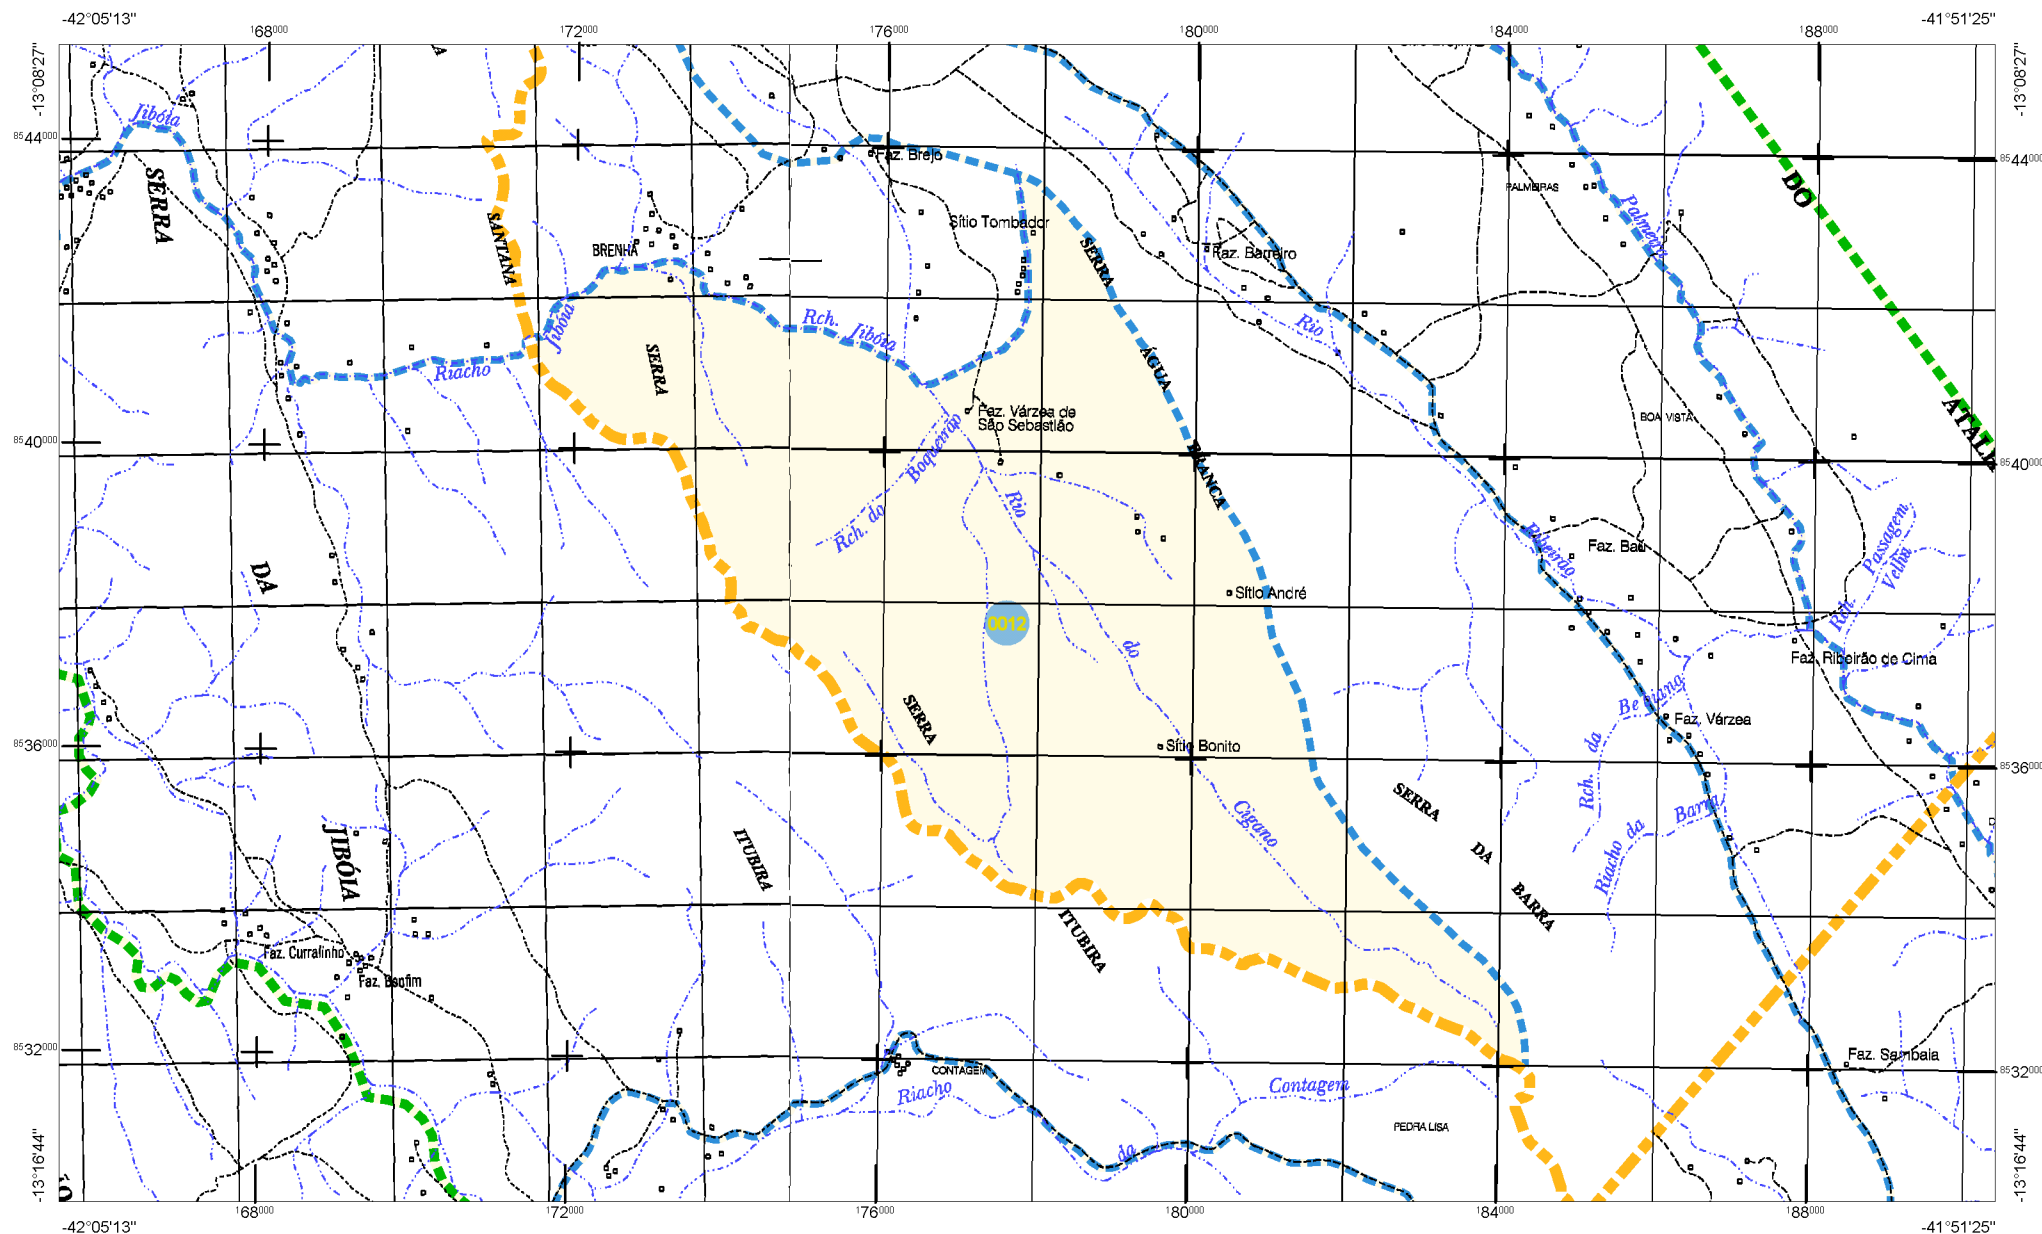 -42°05'13"
-41°51'25"
168000
172000
176000
180000
184000
188000
-13°08'27"
-13°08'27"
8544000
8544000
Jibóia
SERRA
SANTANA
BRENHA
Faz. Brejo
Sítio Tombador
SERRA
Faz. Barreiro
PALMEIRAS
Palmeira
DO
Jibóia
Rch. Jibóia
Rio
Riacho
SERRA
ÁGUA
ATALI
Faz. Várzea de
São Sebastião
BOA VISTA
8540000
8540000
Rch. do Boqueirão
BRANCA
Rio
Ribeirão
Faz. Baú
Rch. Passagem
Velha
DA
Sítio André
0012
do
Faz. Ribeirão de Cima
SERRA
Faz. Várzea
8536000
8536000
Sítio Bonito
Rch. da
SERRA
DA
BARRA
Cigano
Riacho da Barra
JIBÓIA
ITUBIRA
ITUBIRA
Faz. Curralinho
Faz. Bonfim
8532000
8532000
CONTAGEM
Riacho
da
Contagem
Faz. Sambaia
PEDRA LISA
-13°16'44"
-13°16'44"
168000
172000
176000
180000
184000
188000
-42°05'13"
-41°51'25"